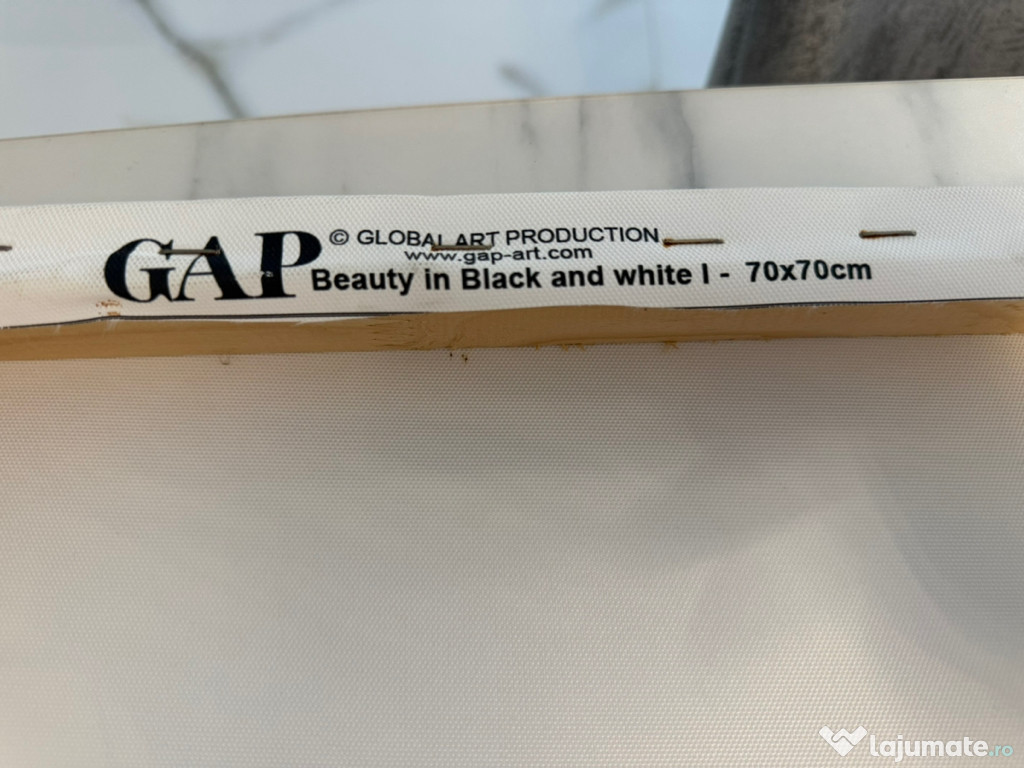 GAP
© GLOBAL ART PRODUCTION
www.gap-art.com
Beauty in Black and white I - 70x70cm
lajumate.ro